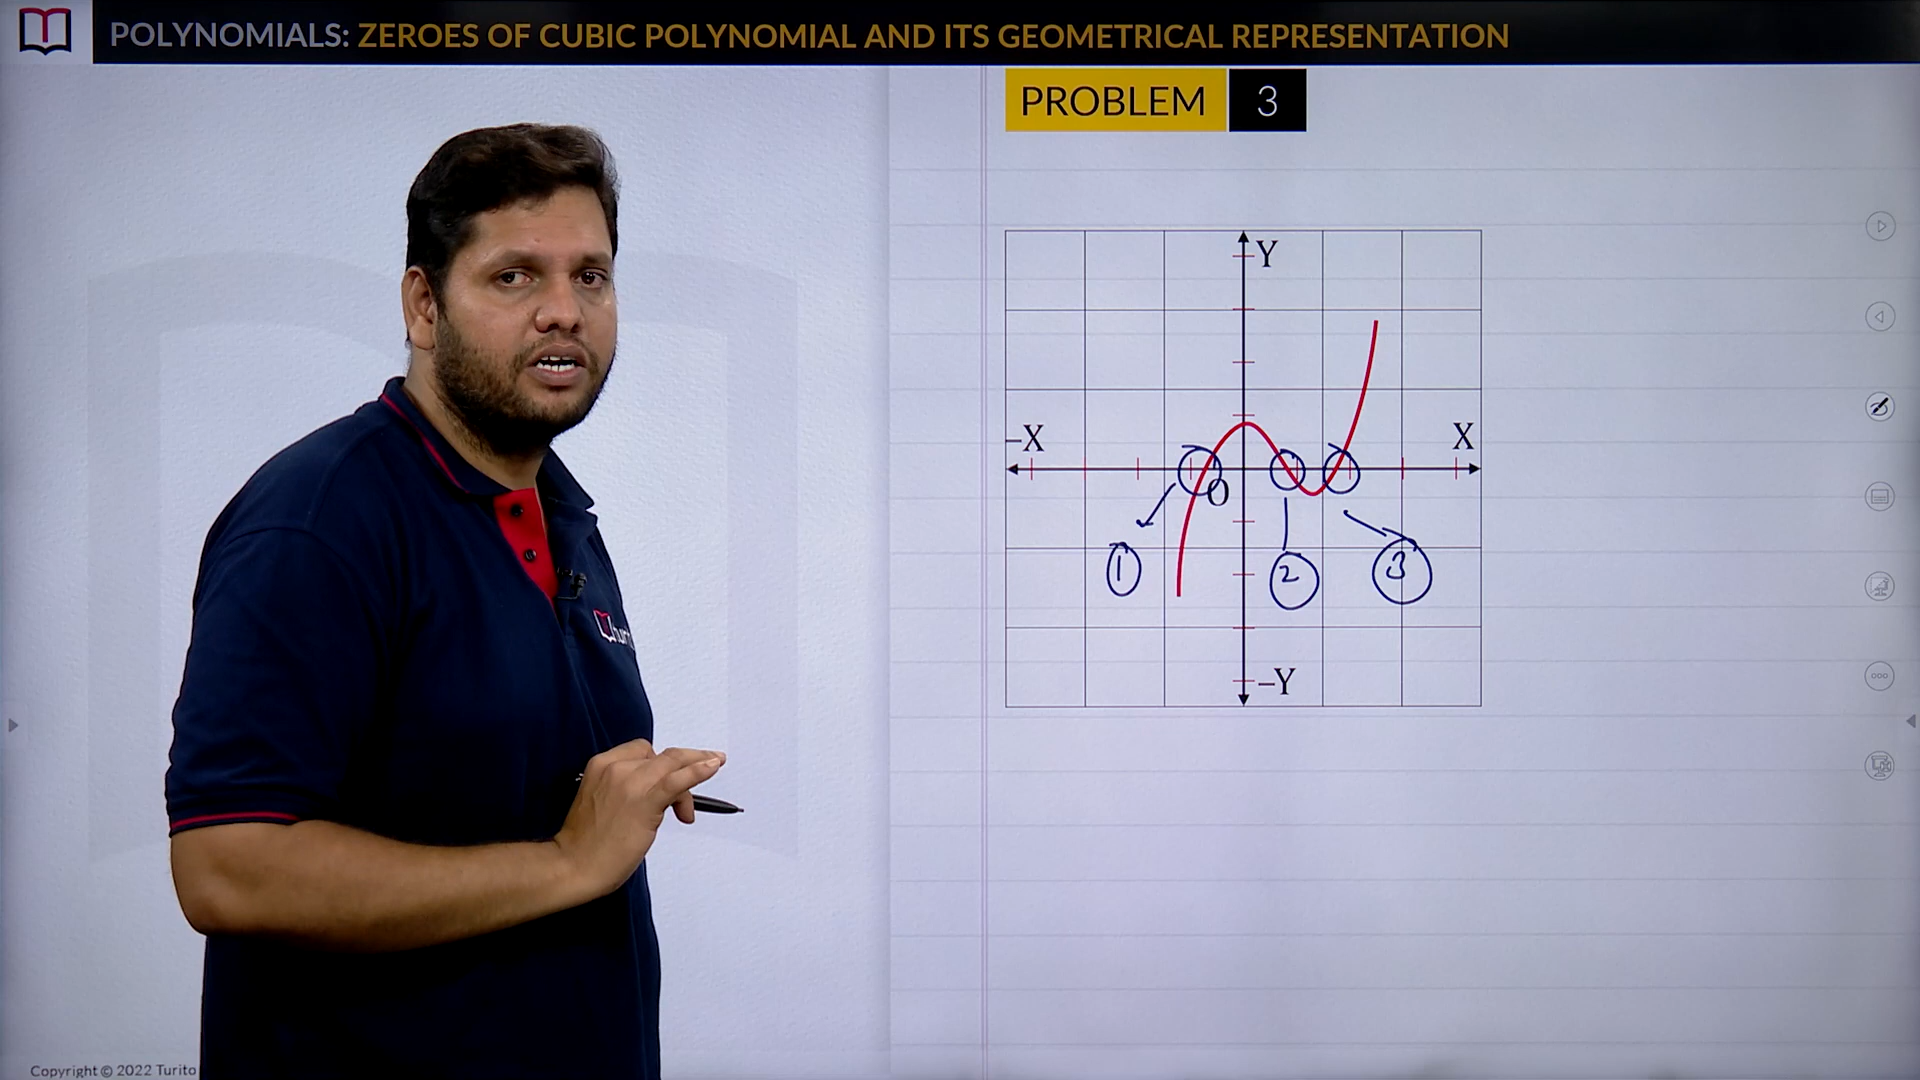 POLYNOMIALS: ZEROES OF CUBIC POLYNOMIAL AND ITS GEOMETRICAL REPRESENTATION
PROBLEM 3
Y
–X
X
O
1
2
3
–Y
Copyright © 2022 Turito